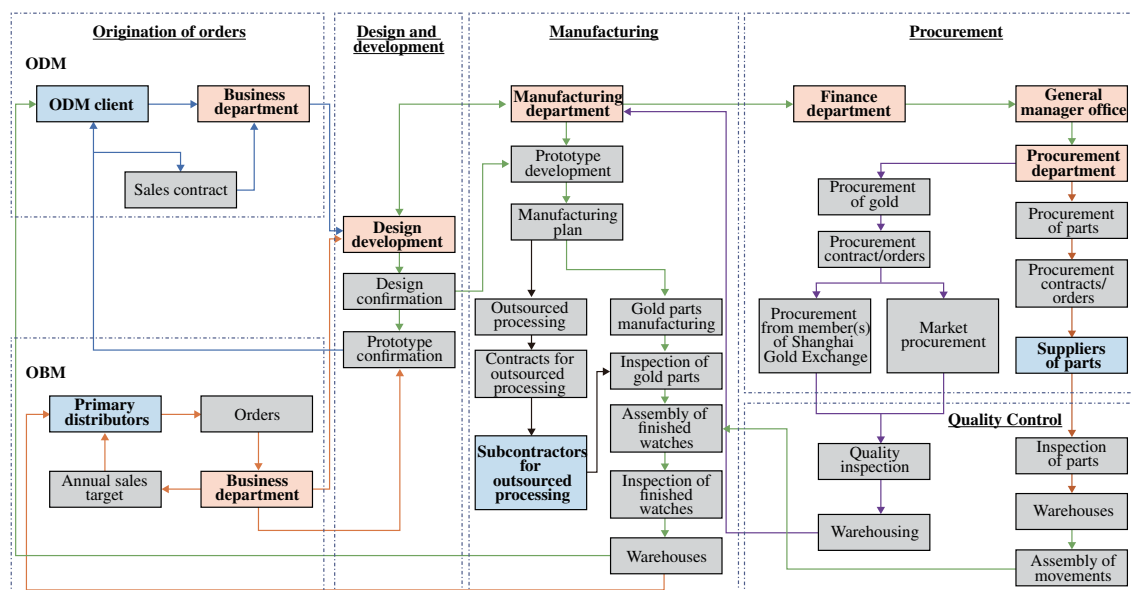 Origination of orders
ODM
ODM client
Business
department
Sales contract
OBM
Primary
distributors
Orders
Annual sales
target
Business
department
Design and
development
Design
development
Design
confirmation
Prototype
confirmation
Manufacturing
Manufacturing
department
Prototype
development
Manufacturing
plan
Outsourced
processing
Contracts for
outsourced
processing
Subcontractors
for
outsourced
processing
Gold parts
manufacturing
Inspection of
gold parts
Assembly of
finished
watches
Inspection of
finished
watches
Warehouses
Procurement
Finance
department
General
manager office
Procurement
department
Procurement
of gold
Procurement
contract/orders
Procurement
from member(s)
of Shanghai
Gold Exchange
Market
procurement
Procurement
of parts
Procurement
contracts/
orders
Suppliers
of parts
Quality Control
Quality
inspection
Warehousing
Inspection
of parts
Warehouses
Assembly of
movements